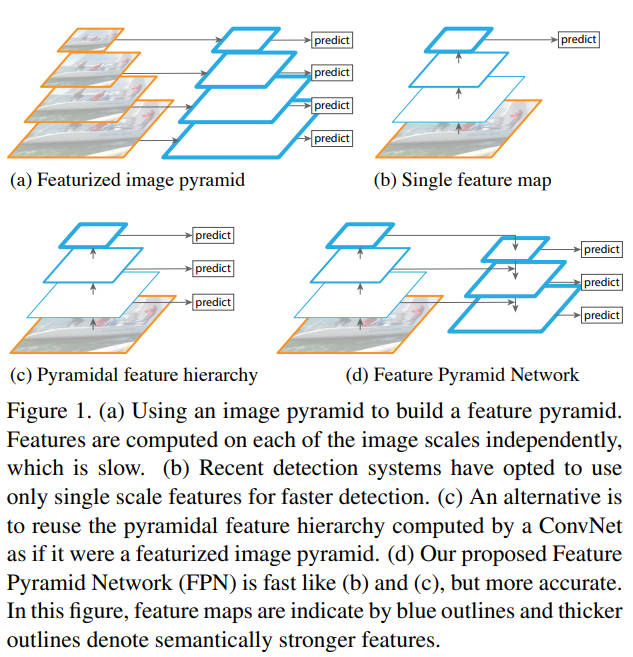 predict
predict
predict
predict
predict
(a) Featurized image pyramid
(b) Single feature map
predict
predict
predict
predict
predict
predict
(c) Pyramidal feature hierarchy
(d) Feature Pyramid Network
Figure 1. (a) Using an image pyramid to build a feature pyramid.
Features are computed on each of the image scales independently,
which is slow. (b) Recent detection systems have opted to use
only single scale features for faster detection. (c) An alternative is
to reuse the pyramidal feature hierarchy computed by a ConvNet
as if it were a featurized image pyramid. (d) Our proposed Feature
Pyramid Network (FPN) is fast like (b) and (c), but more accurate.
In this figure, feature maps are indicate by blue outlines and thicker
outlines denote semantically stronger features.